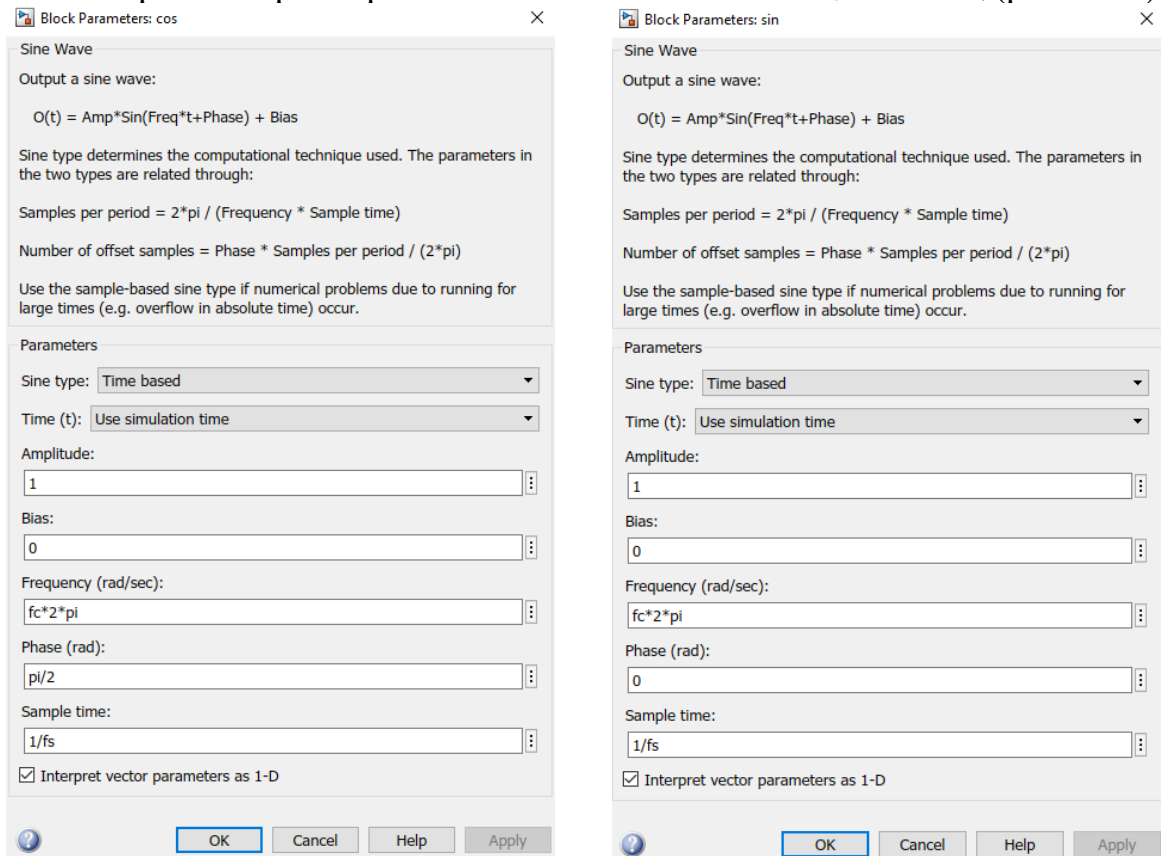 Block Parameters: cos
Sine Wave
Output a sine wave:
O(t) = Amp*Sin(Freq*t+Phase) + Bias
Sine type determines the computational technique used. The parameters in
the two types are related through:
Samples per period = 2*pi / (Frequency * Sample time)
Number of offset samples = Phase * Samples per period / (2*pi)
Use the sample-based sine type if numerical problems due to running for
large times (e.g. overflow in absolute time) occur.
Parameters
Sine type: Time based
Time (t): Use simulation time
Amplitude:
1
Bias:
0
Frequency (rad/sec):
fc*2*pi
Phase (rad):
pi/2
Sample time:
1/fs
Interpret vector parameters as 1-D
OK Cancel Help Apply
Block Parameters: sin
Sine Wave
Output a sine wave:
O(t) = Amp*Sin(Freq*t+Phase) + Bias
Sine type determines the computational technique used. The parameters in
the two types are related through:
Samples per period = 2*pi / (Frequency * Sample time)
Number of offset samples = Phase * Samples per period / (2*pi)
Use the sample-based sine type if numerical problems due to running for
large times (e.g. overflow in absolute time) occur.
Parameters
Sine type: Time based
Time (t): Use simulation time
Amplitude:
1
Bias:
0
Frequency (rad/sec):
fc*2*pi
Phase (rad):
0
Sample time:
1/fs
Interpret vector parameters as 1-D
OK Cancel Help Apply